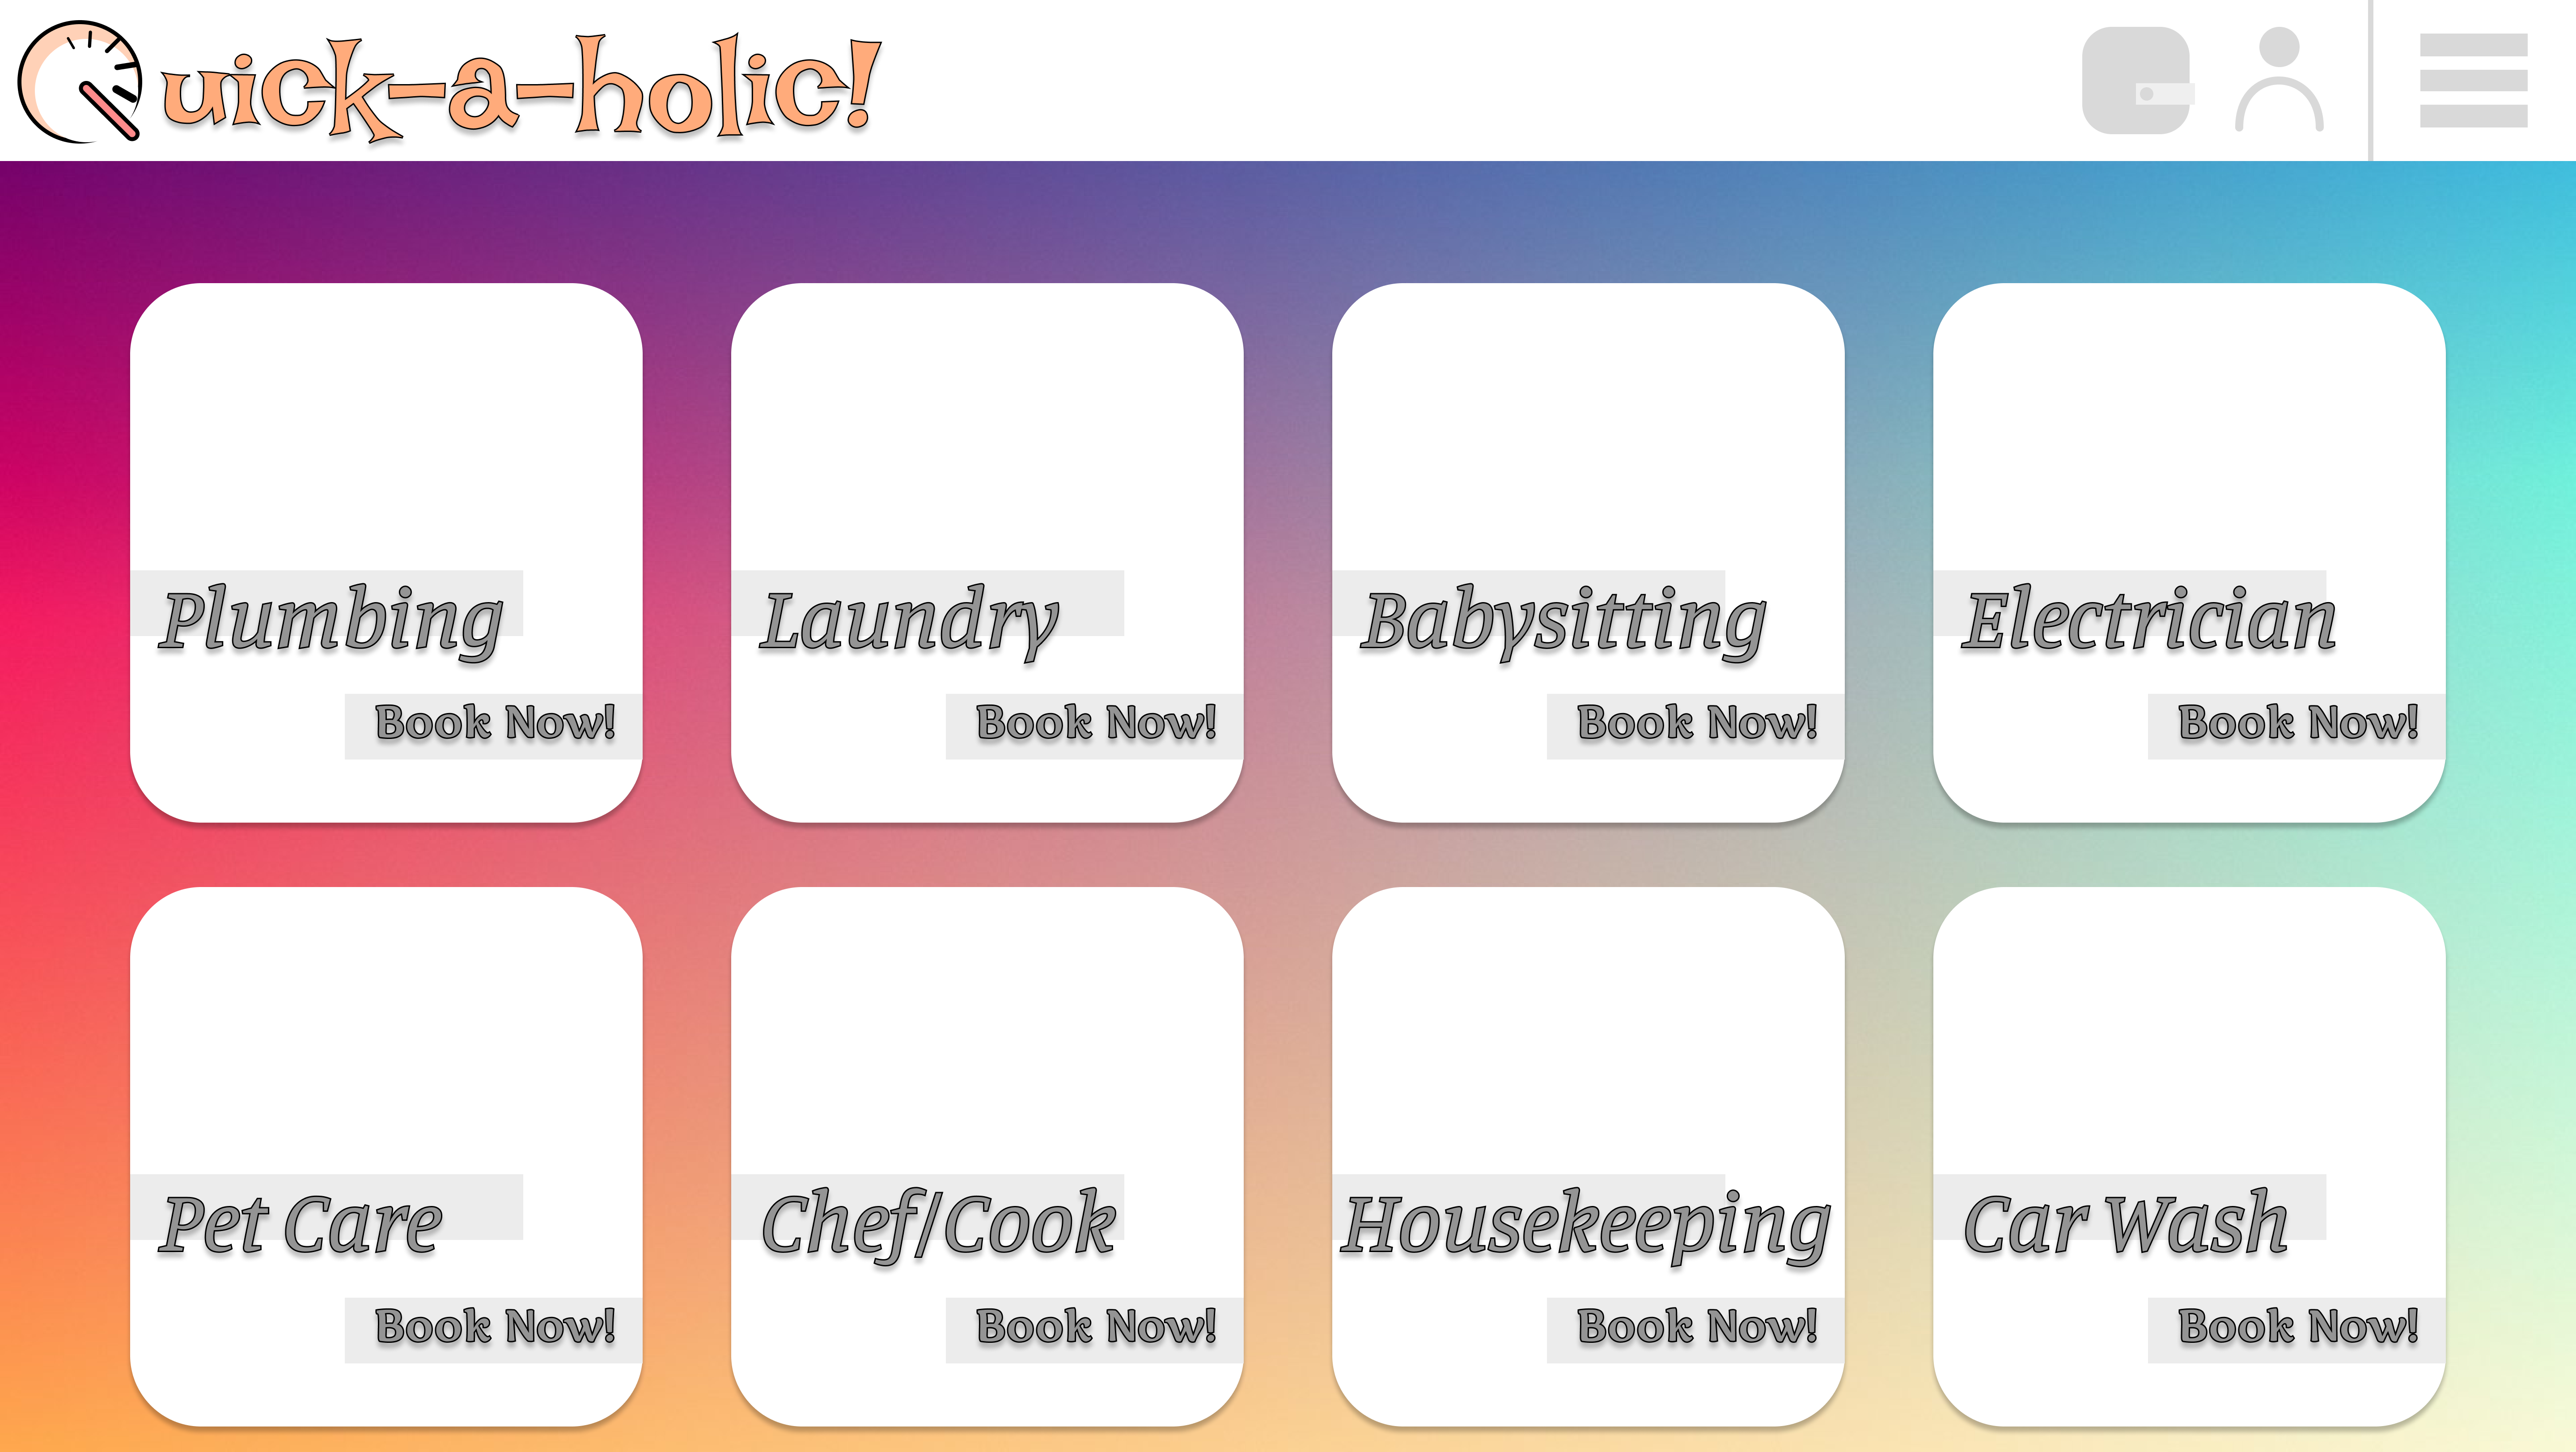 Quick-a-holic!
Plumbing
Book Now!
Laundry
Book Now!
Babysitting
Book Now!
Electrician
Book Now!
Pet Care
Book Now!
Chef/Cook
Book Now!
Housekeeping
Book Now!
Car Wash
Book Now!